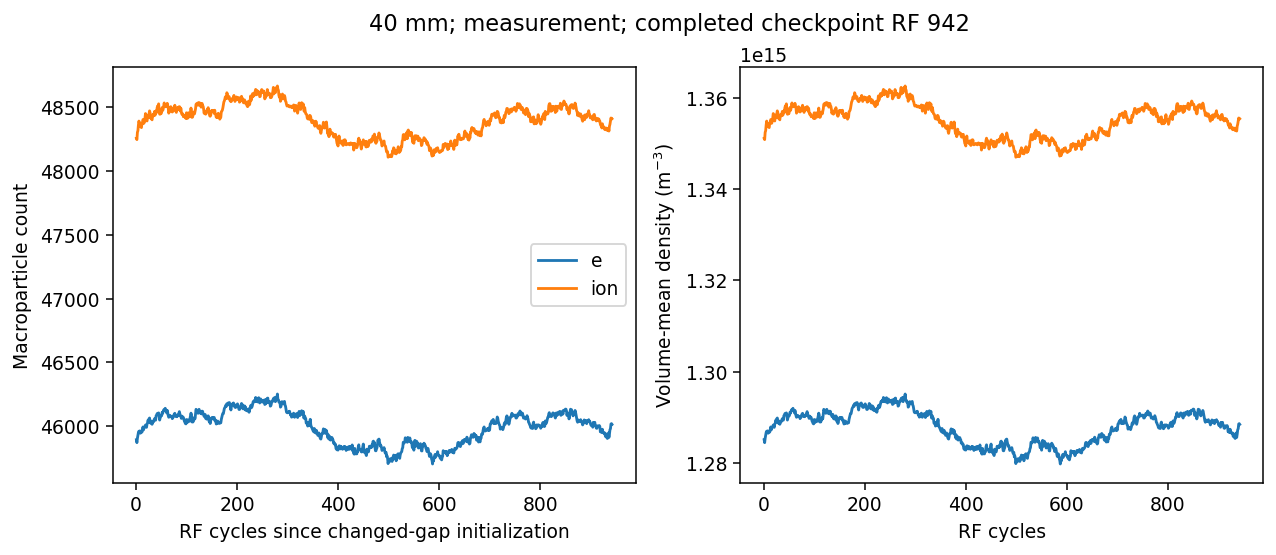 40 mm; measurement; completed checkpoint RF 942
Macroparticle count
48500
48000
47500
47000
46500
46000
0
200
400
600
800
RF cycles since changed-gap initialization
e
ion
1e15
Volume-mean density (m⁻³)
1.36
1.34
1.32
1.30
1.28
0
200
400
600
800
RF cycles